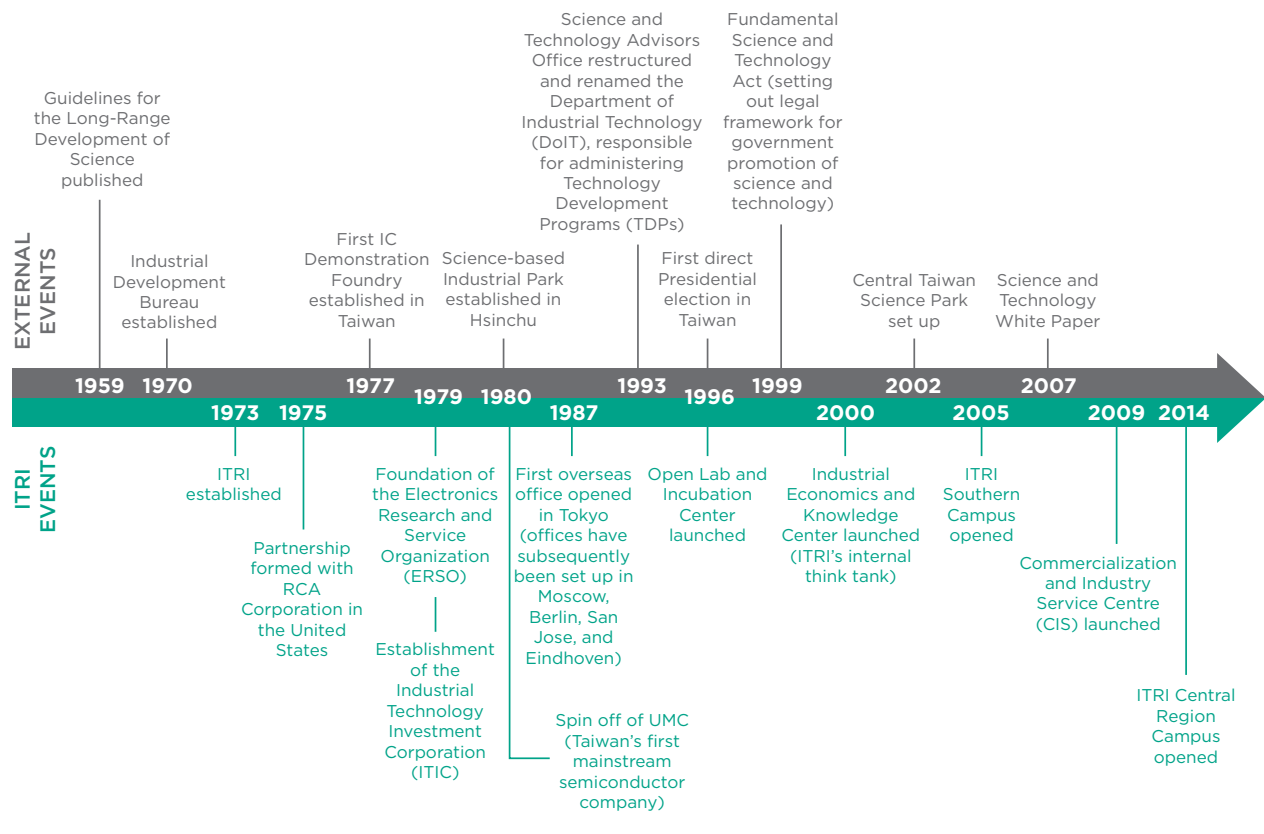 Guidelines for
the Long-Range
Development of
Science
published
Industrial
Development
Bureau
established
First IC
Demonstration
Foundry
established in
Taiwan
Science-based
Industrial Park
established in
Hsinchu
Science and
Technology Advisors
Office restructured
and renamed the
Department of
Industrial Technology
(DoIT), responsible
for administering
Technology
Development
Programs (TDPs)
First direct
Presidential
election in
Taiwan
Fundamental
Science and
Technology
Act (setting
out legal
framework for
government
promotion of
science and
technology)
Central Taiwan
Science Park
set up
Science and
Technology
White Paper
EXTERNAL
EVENTS
1959 1970 1977 1979 1980 1993 1996 1999 2002 2007
1973 1975 1987 2000 2005 2009 2014
ITRI
EVENTS
ITRI
established
Partnership
formed with
RCA
Corporation in
the United
States
Foundation of
the Electronics
Research and
Service
Organization
(ERSO)
Establishment
of the
Industrial
Technology
Investment
Corporation
(ITIC)
First overseas
office opened
in Tokyo
(offices have
subsequently
been set up in
Moscow,
Berlin, San
Jose, and
Eindhoven)
Spin off of UMC
(Taiwan's first
mainstream
semiconductor
company)
Open Lab and
Incubation
Center
launched
Industrial
Economics and
Knowledge
Center launched
(ITRI's internal
think tank)
ITRI
Southern
Campus
opened
Commercialization
and Industry
Service Centre
(CIS) launched
ITRI Central
Region
Campus
opened